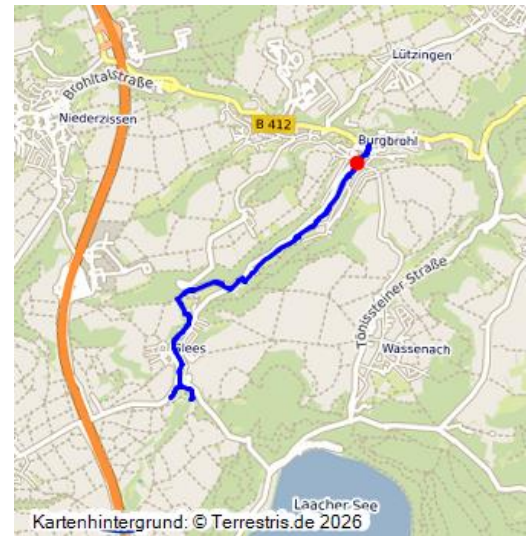 Lützingen
Brohltalstraße
Niederzissen
B 412
Burgbrohl
Tönissteiner Straße
Glees
Wassenach
Laacher See
Kartenhintergrund: © Terrestris.de 2026